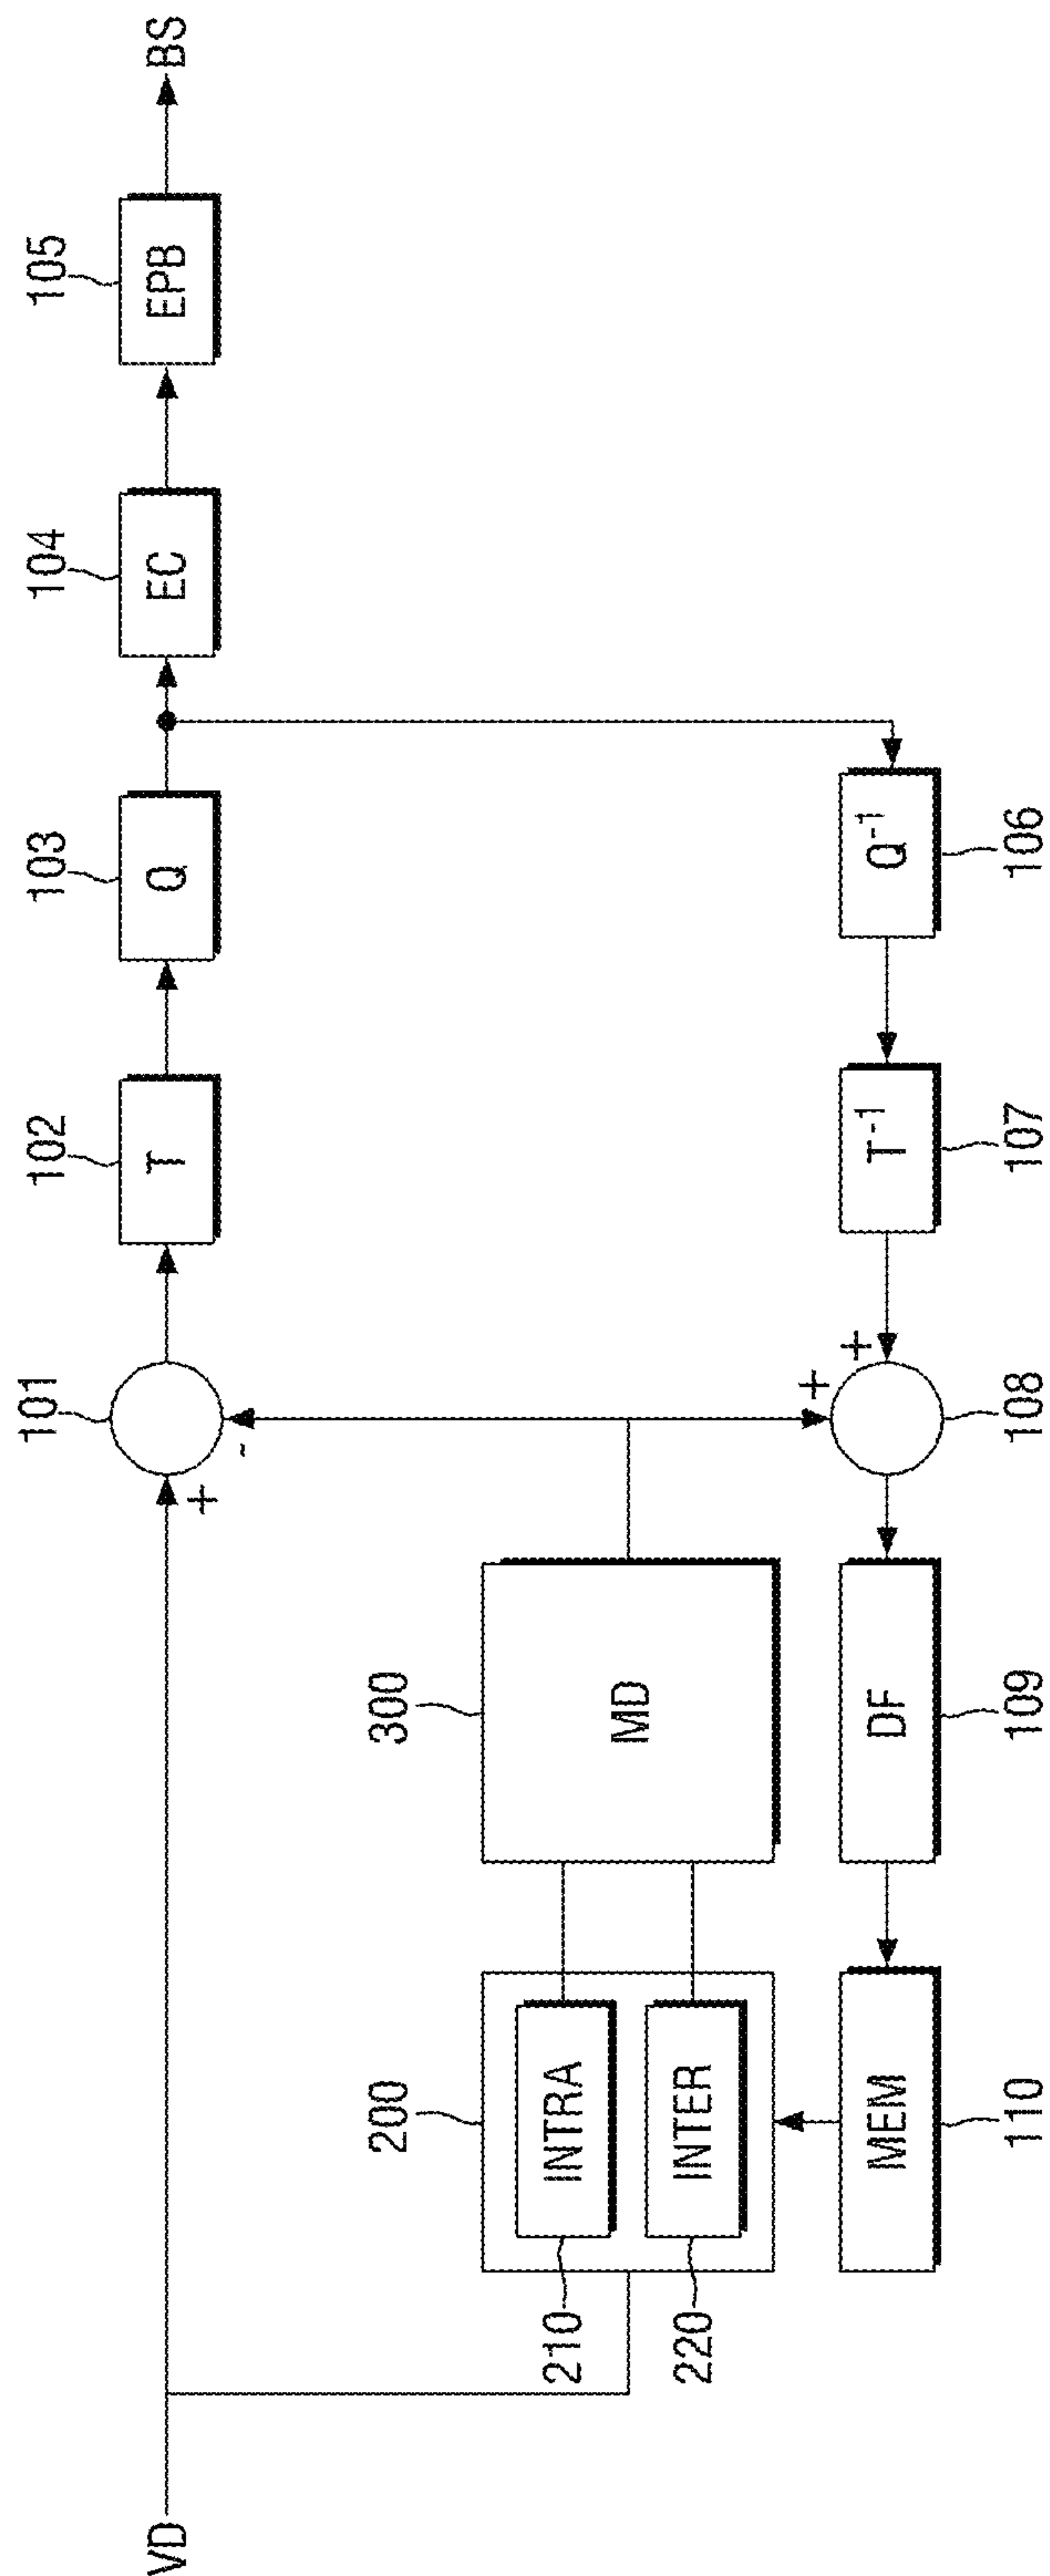 101
102
103
104
105
VD
+
-
T
Q
EC
EPB
BS
200
300
210
INTRA
MD
220
INTER
+
+
MEM
DF
T⁻¹
Q⁻¹
110
109
108
107
106